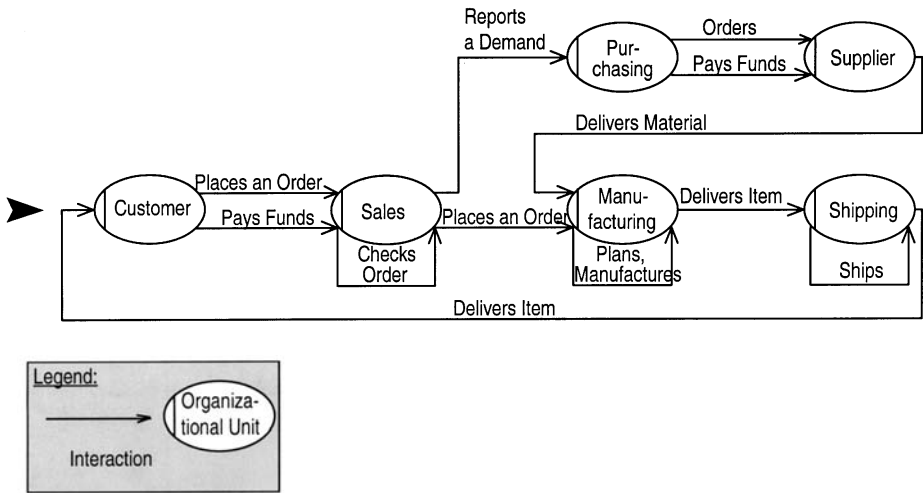 Reports
a Demand
Pur-
chasing
Orders
Pays Funds
Supplier
Delivers Material
Customer
Places an Order
Pays Funds
Sales
Checks
Order
Places an Order
Manu-
facturing
Plans,
Manufactures
Delivers Item
Shipping
Ships
Delivers Item
Legend:
Interaction
Organiza-
tional Unit